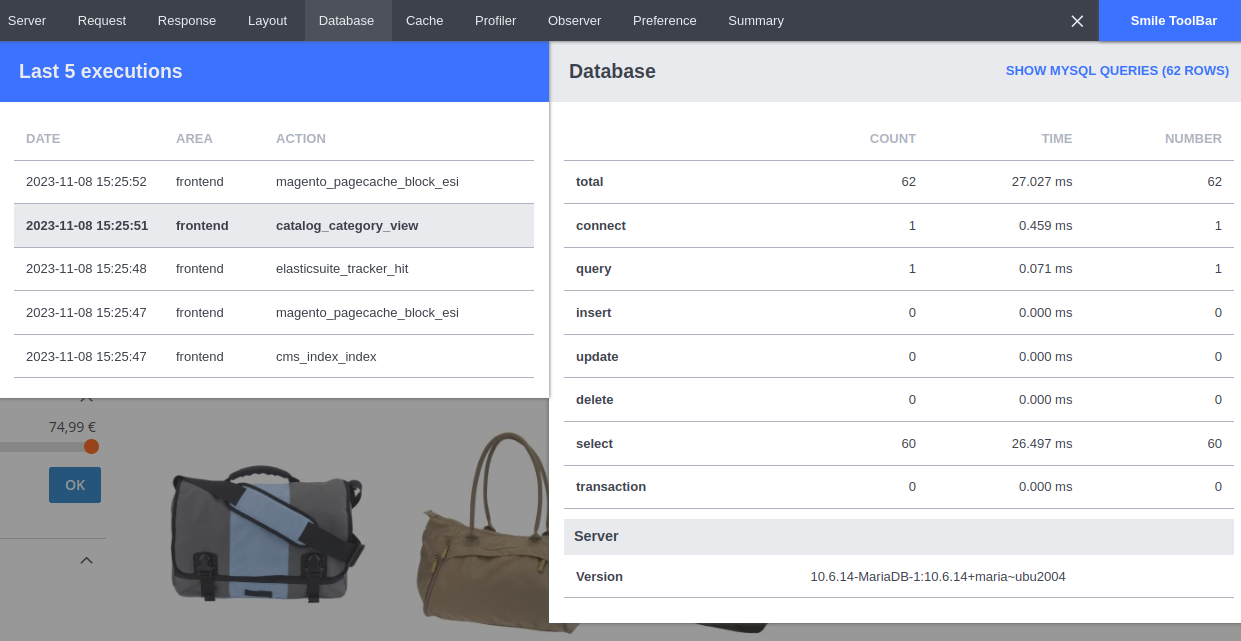 Server Request Response Layout Database Cache Profiler Observer Preference Summary Smile ToolBar
Last 5 executions
DATE AREA ACTION
2023-11-08 15:25:52 frontend magento_pagecache_block_esi
2023-11-08 15:25:51 frontend catalog_category_view
2023-11-08 15:25:48 frontend elasticsuite_tracker_hit
2023-11-08 15:25:47 frontend magento_pagecache_block_esi
2023-11-08 15:25:47 frontend cms_index_index
74,99 €
OK
Database SHOW MYSQL QUERIES (62 ROWS)
COUNT TIME NUMBER
total 62 27.027 ms 62
connect 1 0.459 ms 1
query 1 0.071 ms 1
insert 0 0.000 ms 0
update 0 0.000 ms 0
delete 0 0.000 ms 0
select 60 26.497 ms 60
transaction 0 0.000 ms 0
Server
Version 10.6.14-MariaDB-1:10.6.14+maria~ubu2004